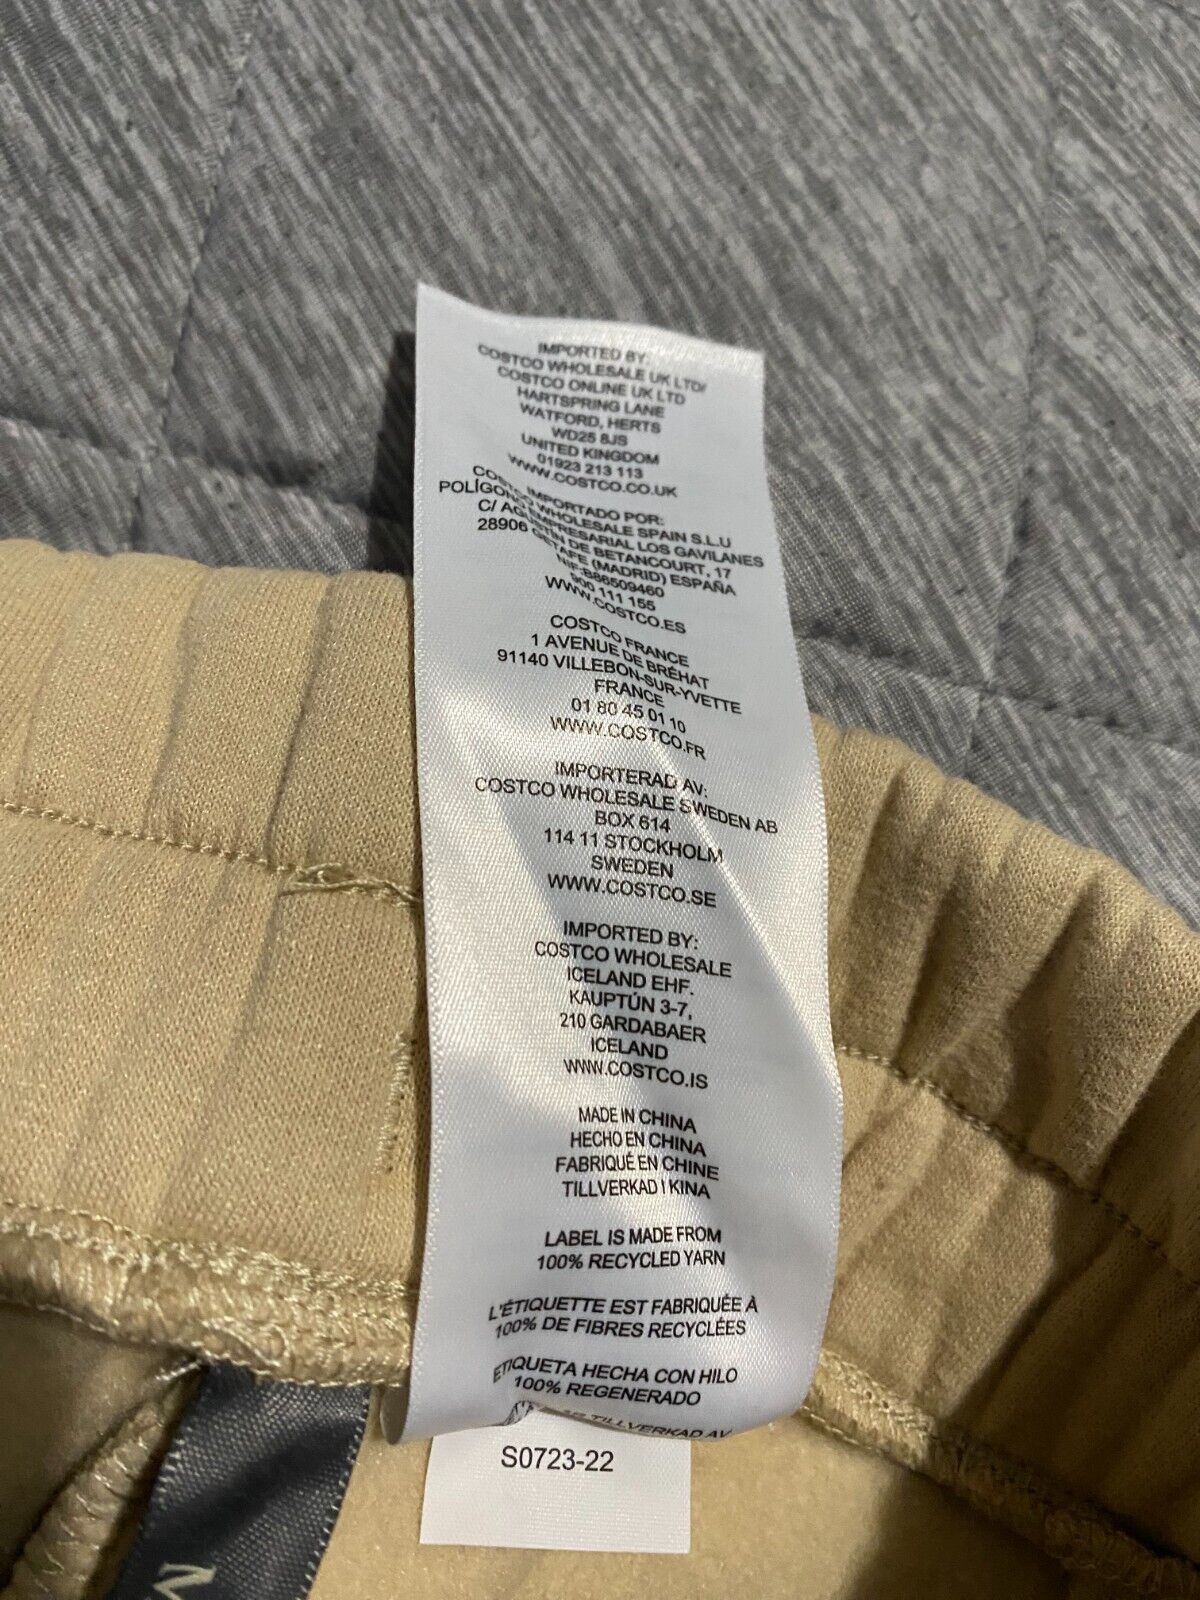 IMPORTED BY:
COSTCO WHOLESALE UK LTD/
COSTCO ONLINE UK LTD
HARTSPRING LANE
WATFORD, HERTS
WD25 8JS
UNITED KINGDOM
01923 213 113
WWW.COSTCO.CO.UK
IMPORTADO POR:
COSTCO WHOLESALE SPAIN S.L.U
POLÍGONO EMPRESARIAL LOS GAVILANES
C/ AGUSTÍN DE BETANCOURT, 17
28906 GETAFE (MADRID) ESPAÑA
NIF-B86509460
900 111 155
WWW.COSTCO.ES
COSTCO FRANCE
1 AVENUE DE BRÉHAT
91140 VILLEBON-SUR-YVETTE
FRANCE
01 80 45 01 10
WWW.COSTCO.FR
IMPORTERAD AV:
COSTCO WHOLESALE SWEDEN AB
BOX 614
114 11 STOCKHOLM
SWEDEN
WWW.COSTCO.SE
IMPORTED BY:
COSTCO WHOLESALE
ICELAND EHF.
KAUPTÚN 3-7,
210 GARDABAER
ICELAND
WWW.COSTCO.IS
MADE IN CHINA
HECHO EN CHINA
FABRIQUÉ EN CHINE
TILLVERKAD I KINA
LABEL IS MADE FROM
100% RECYCLED YARN
L'ÉTIQUETTE EST FABRIQUÉE À
100% DE FIBRES RECYCLÉES
ETIQUETA HECHA CON HILO
100% REGENERADO
TILLVERKAD AV
S0723-22
M